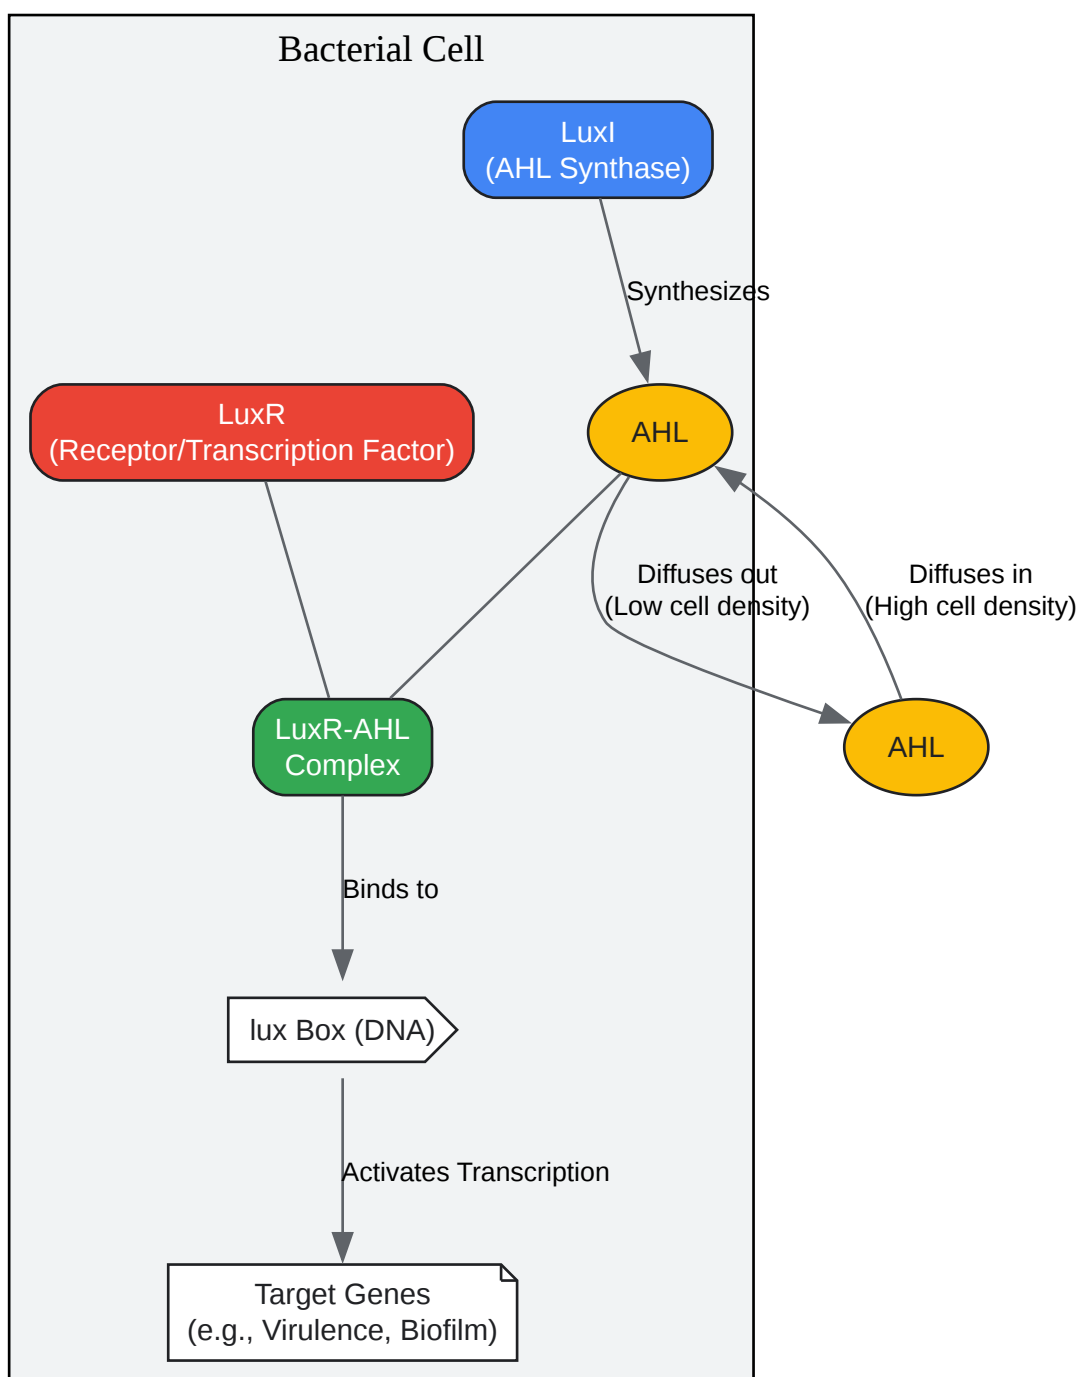 Bacterial Cell
LuxI
(AHL Synthase)
Synthesizes
LuxR
(Receptor/Transcription Factor)
AHL
Diffuses out
(Low cell density)
Diffuses in
(High cell density)
LuxR-AHL
Complex
AHL
Binds to
lux Box (DNA)
Activates Transcription
Target Genes
(e.g., Virulence, Biofilm)